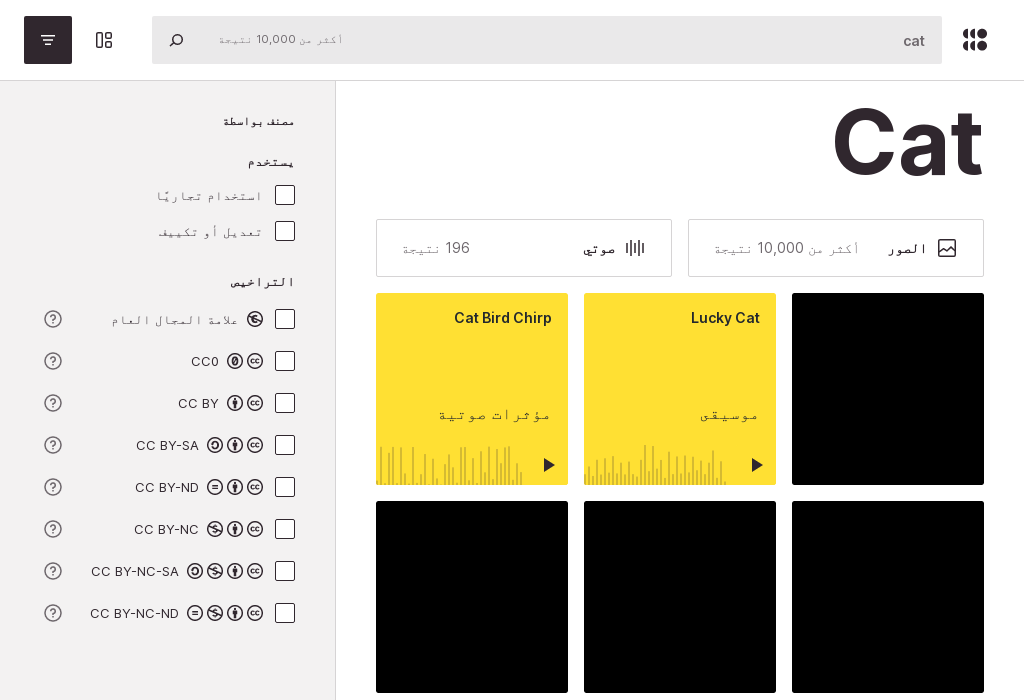 cat
أكثر من 10,000 نتيجة
Cat
الصور
أكثر من 10,000 نتيجة
صوتي
196 نتيجة
Lucky Cat
موسيقى
Cat Bird Chirp
مؤثرات صوتية
مصنف بواسطة
يستخدم
استخدام تجاريًا
تعديل أو تكييف
التراخيص
علامة المجال العام
CC0
CC BY
CC BY-SA
CC BY-ND
CC BY-NC
CC BY-NC-SA
CC BY-NC-ND